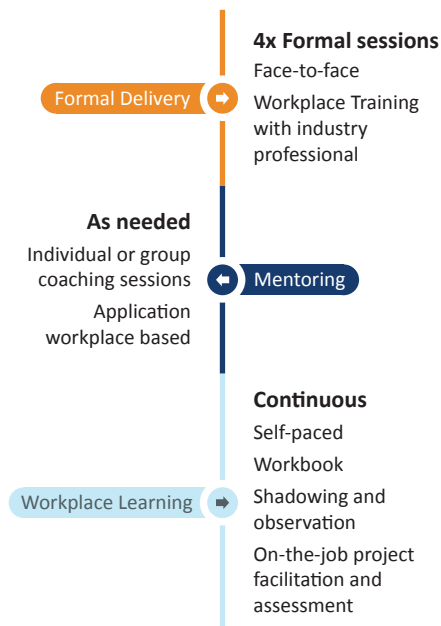 4x Formal sessions
Face-to-face
Formal Delivery
Workplace Training
with industry
professional
As needed
Individual or group
coaching sessions
Mentoring
Application
workplace based
Continuous
Self-paced
Workbook
Workplace Learning
Shadowing and
observation
On-the-job project
facilitation and
assessment